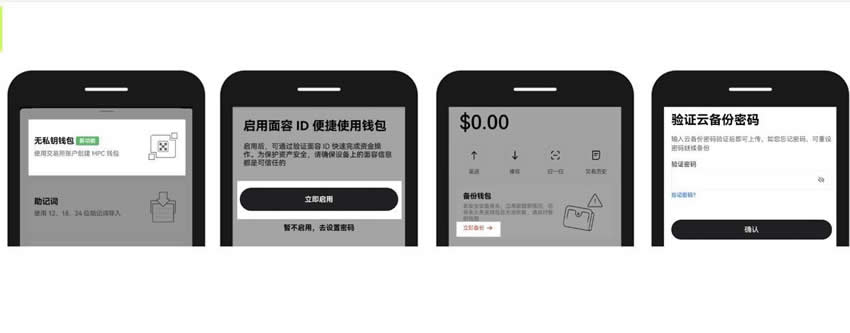 无私钥钱包 新功能
使用交易所账户创建 MPC 钱包
助记词
使用 12、18、24 位助记词导入
启用面容 ID 便捷使用钱包
启用后，可通过验证面容 ID 快速完成资金操
作。为保护资产安全，请确保设备上的面容信息
都是可信任的
立即启用
暂不启用，去设置密码
$0.00
发送
接收
扫一扫
交易历史
备份钱包
立即备份
验证云备份密码
输入云备份密码验证后即可上传。如您忘记密码，可重设
密码继续备份
验证密码
忘记密码?
确认